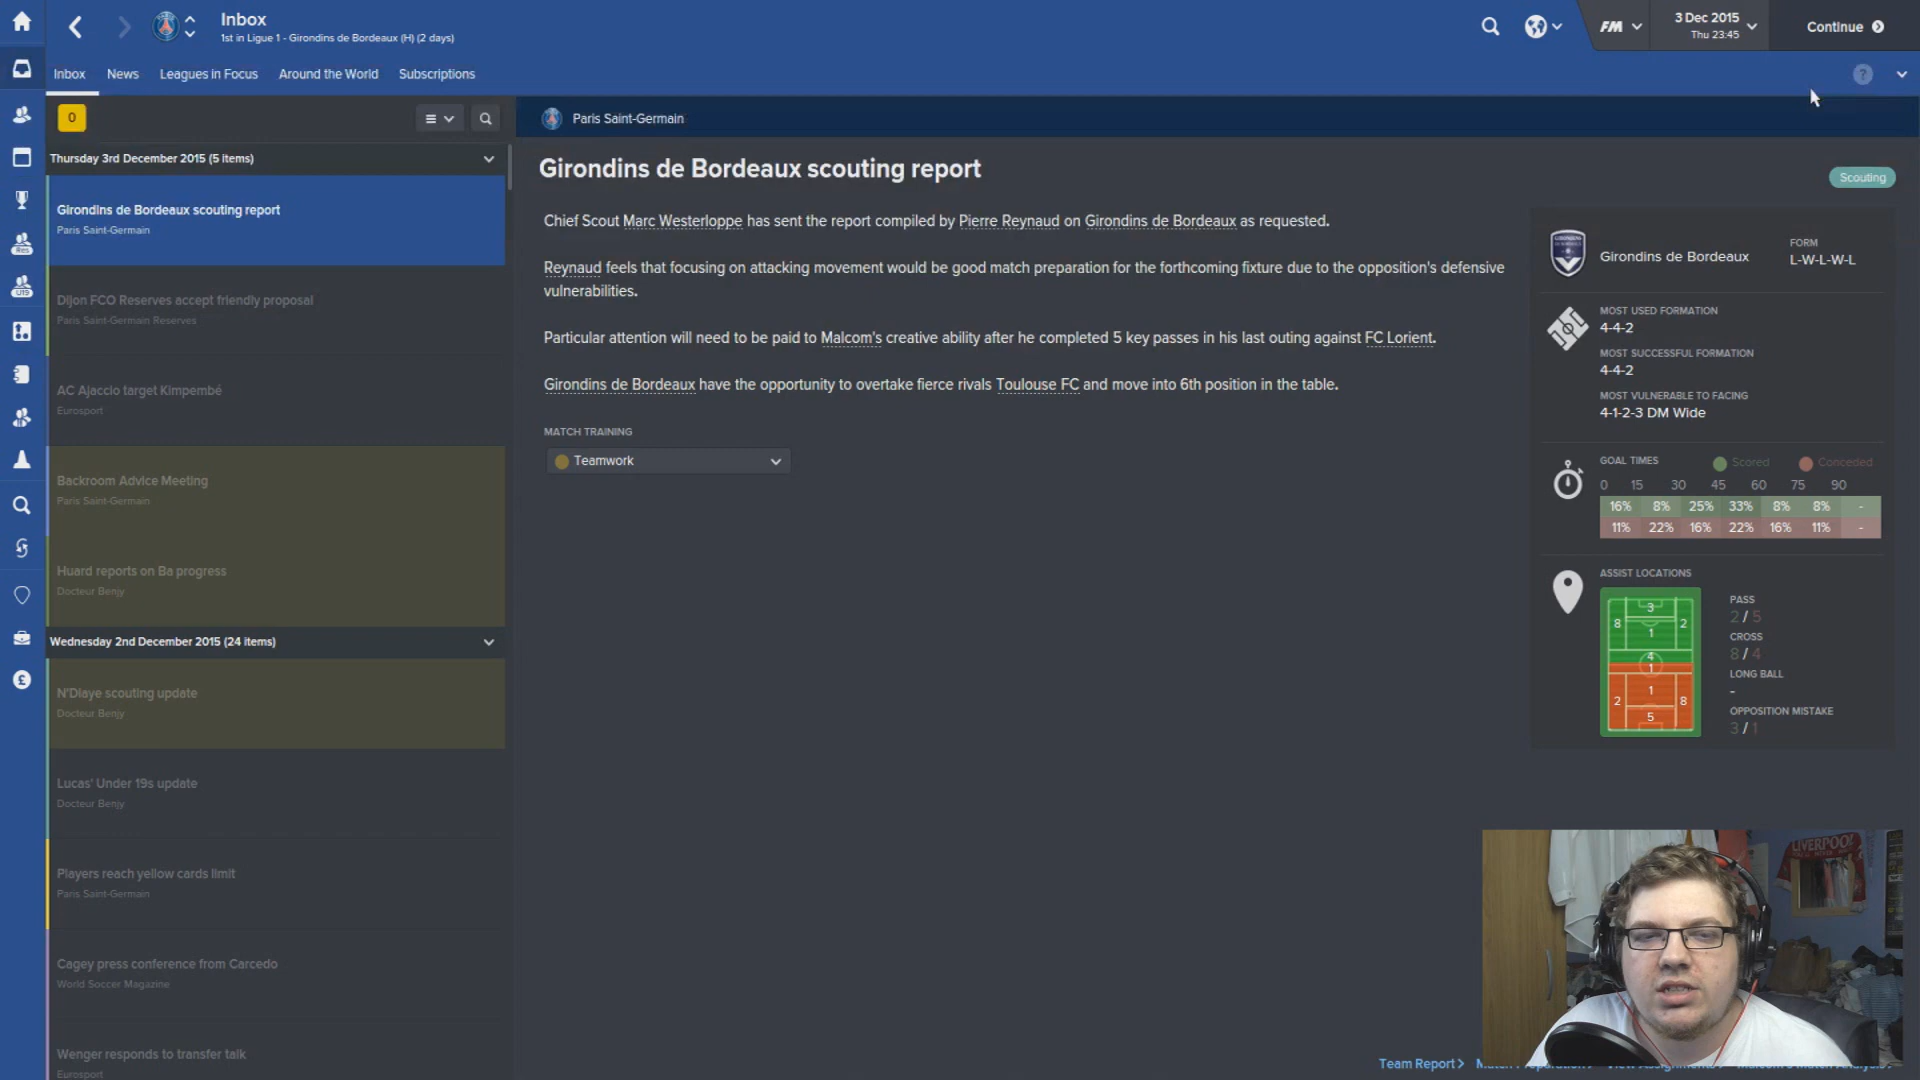 Inbox
1st in Ligue 1 - Girondins de Bordeaux (H) (2 days)
FM
3 Dec 2015
Thu 23:45
Continue
Inbox
News
Leagues in Focus
Around the World
Subscriptions
?
0
Paris Saint-Germain
Thursday 3rd December 2015 (5 items)
Girondins de Bordeaux scouting report
Paris Saint-Germain
Dijon FCO Reserves accept friendly proposal
Paris Saint-Germain Reserves
AC Ajaccio target Kimpembé
Eurosport
Backroom Advice Meeting
Paris Saint-Germain
Huard reports on Ba progress
Docteur Benjy
Wednesday 2nd December 2015 (24 items)
N'Diaye scouting update
Docteur Benjy
Lucas' Under 19s update
Docteur Benjy
Players reach yellow cards limit
Paris Saint-Germain
Cagey press conference from Carcedo
World Soccer Magazine
Wenger responds to transfer talk
Eurosport
Res
U19
Girondins de Bordeaux scouting report
Scouting
Chief Scout Marc Westerloppe has sent the report compiled by Pierre Reynaud on Girondins de Bordeaux as requested.
Reynaud feels that focusing on attacking movement would be good match preparation for the forthcoming fixture due to the opposition's defensive
vulnerabilities.
Particular attention will need to be paid to Malcom's creative ability after he completed 5 key passes in his last outing against FC Lorient.
Girondins de Bordeaux have the opportunity to overtake fierce rivals Toulouse FC and move into 6th position in the table.
MATCH TRAINING
Teamwork
Girondins de Bordeaux
FORM
L-W-L-W-L
MOST USED FORMATION
4-4-2
MOST SUCCESSFUL FORMATION
4-4-2
MOST VULNERABLE TO FACING
4-1-2-3 DM Wide
GOAL TIMES
Scored
Conceded
0 15 30 45 60 75 90
16% 8% 25% 33% 8% 8% -
11% 22% 16% 22% 16% 11% -
ASSIST LOCATIONS
3
8 2
1
4
1
1
2 8
5
PASS
2 / 5
CROSS
8 / 4
LONG BALL
-
OPPOSITION MISTAKE
3 / 1
LIVERPOOL
Team Report